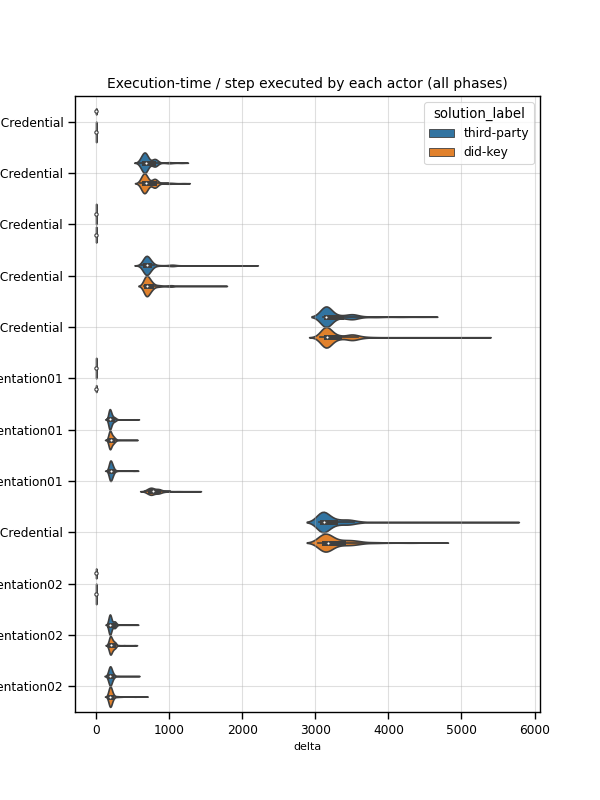 Execution-time / step executed by each actor (all phases)
solution_label
third-party
did-key
Credential
Credential
Credential
Credential
Credential
entation01
entation01
entation01
Credential
entation02
entation02
entation02
0 1000 2000 3000 4000 5000 6000
delta